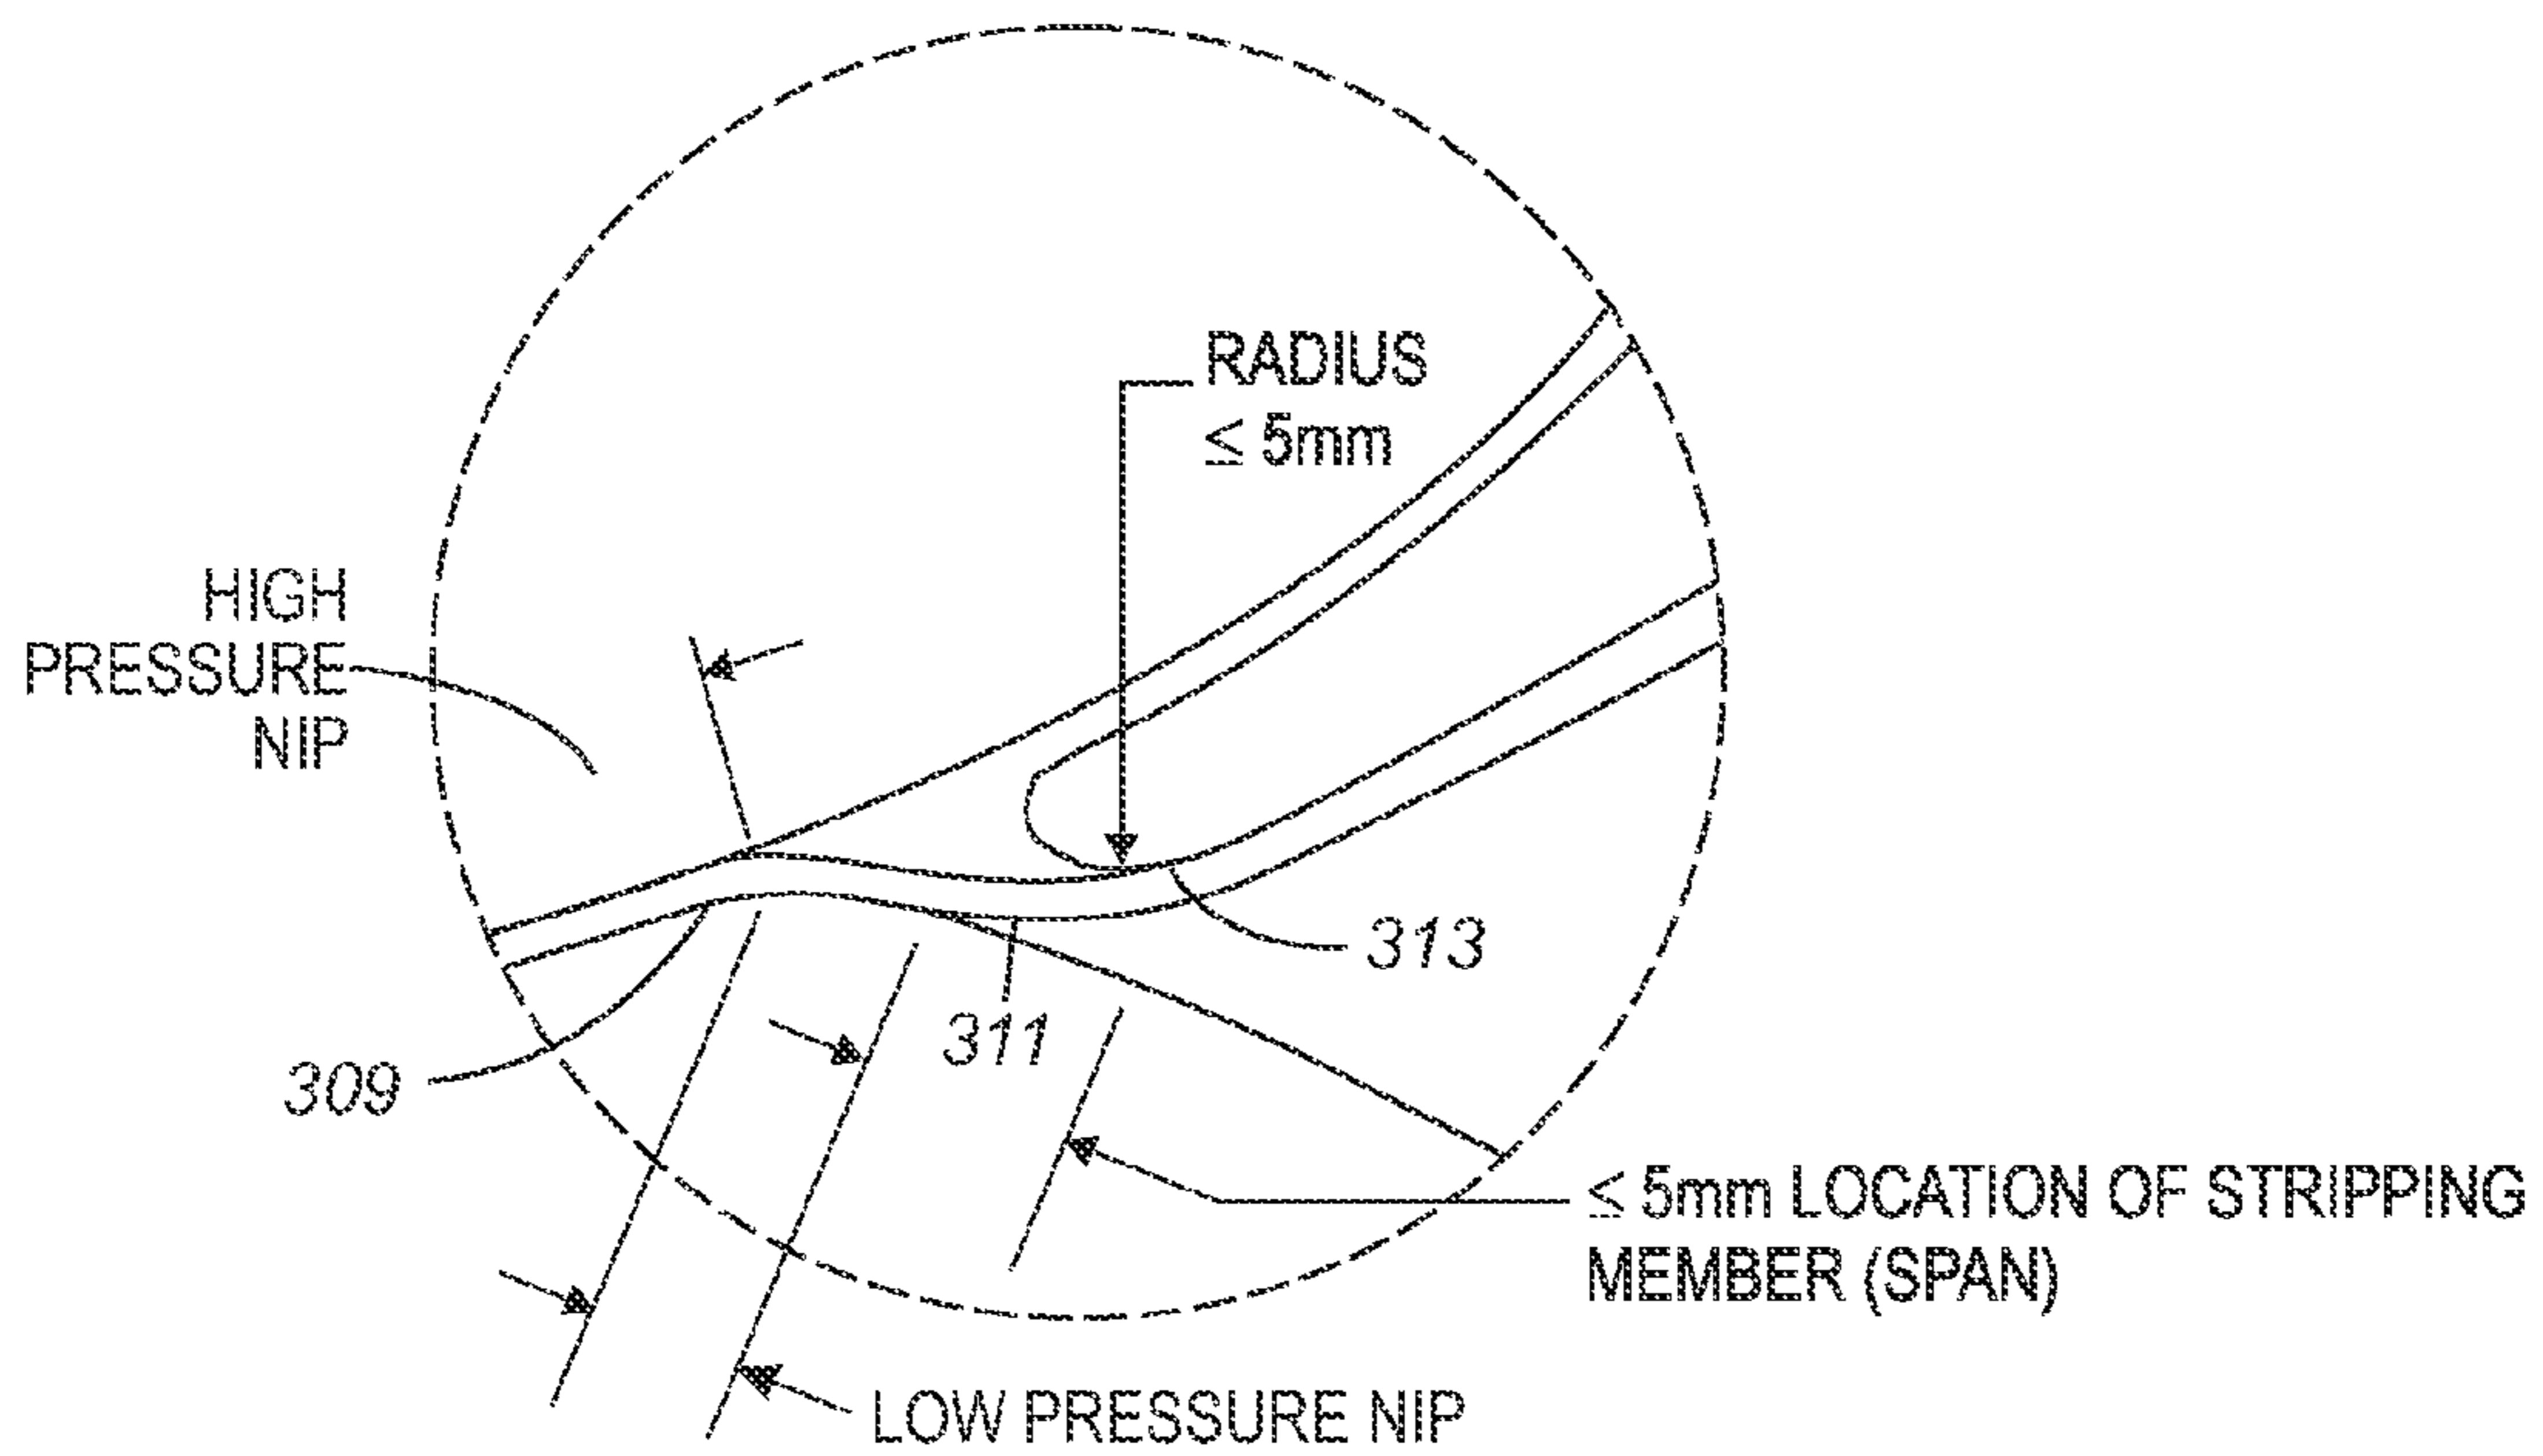 RADIUS
≤ 5mm
HIGH
PRESSURE
NIP
313
311
309
≤ 5mm LOCATION OF STRIPPING
MEMBER (SPAN)
LOW PRESSURE NIP